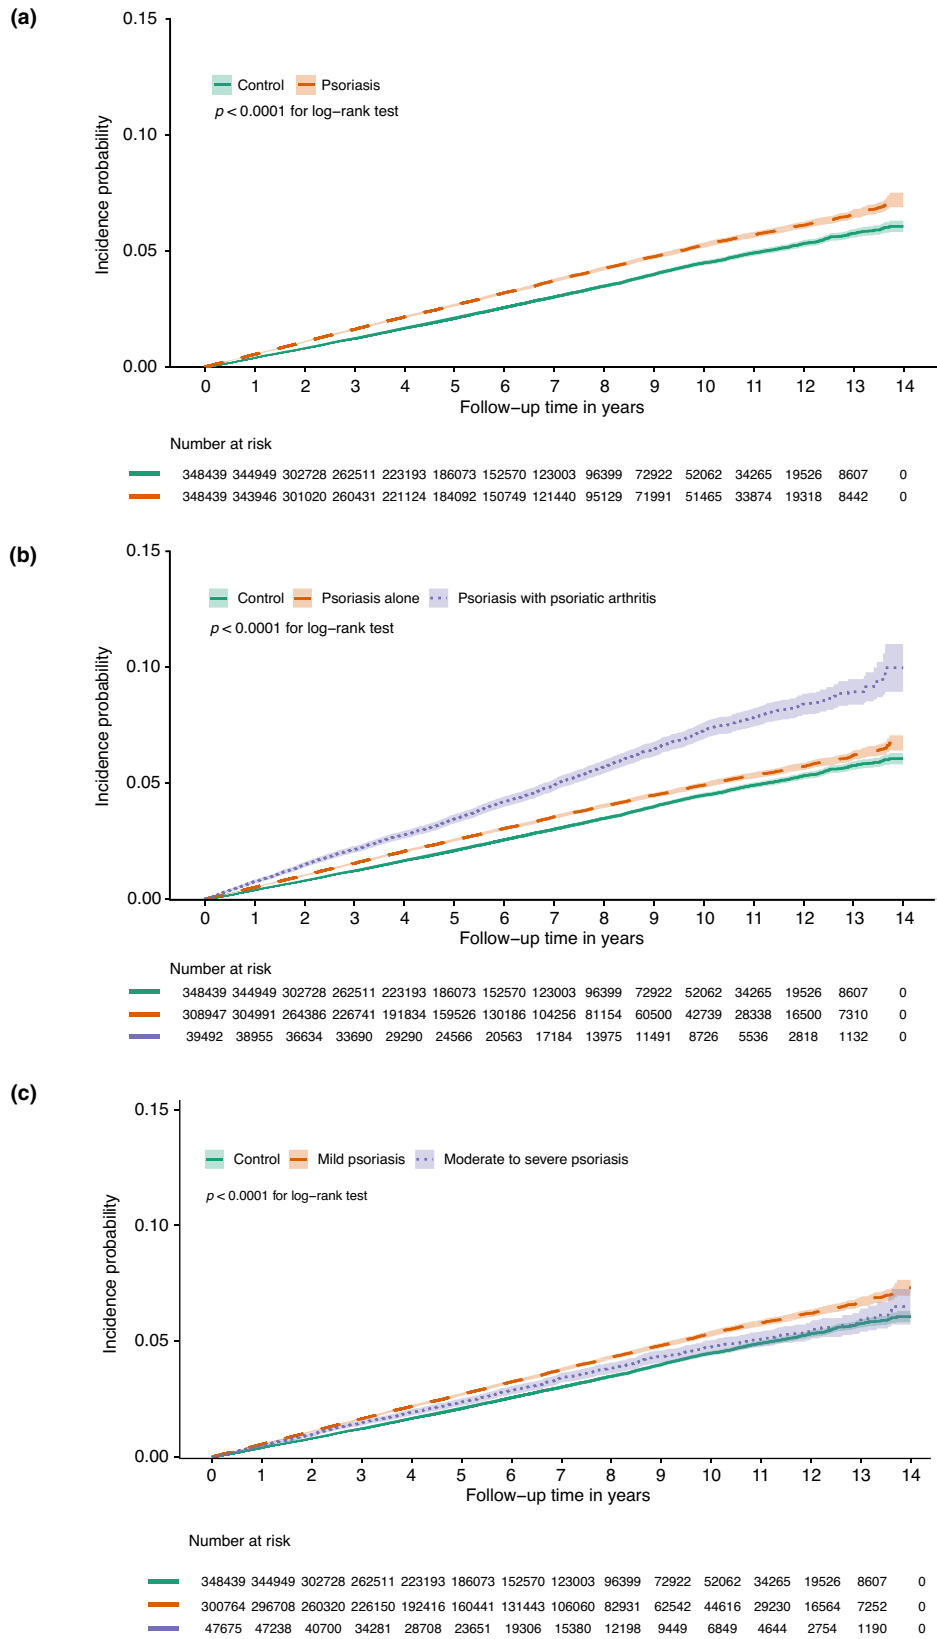 (a)
0.15
Control Psoriasis
p < 0.0001 for log–rank test
0.10
Incidence probability
0.05
0.00
0 1 2 3 4 5 6 7 8 9 10 11 12 13 14
Follow–up time in years
Number at risk
348439 344949 302728 262511 223193 186073 152570 123003 96399 72922 52062 34265 19526 8607 0
348439 343946 301020 260431 221124 184092 150749 121440 95129 71991 51465 33874 19318 8442 0
(b)
0.15
Control Psoriasis alone Psoriasis with psoriatic arthritis
p < 0.0001 for log–rank test
0.10
Incidence probability
0.05
0.00
0 1 2 3 4 5 6 7 8 9 10 11 12 13 14
Follow–up time in years
Number at risk
348439 344949 302728 262511 223193 186073 152570 123003 96399 72922 52062 34265 19526 8607 0
308947 304991 264386 226741 191834 159526 130186 104256 81154 60500 42739 28338 16500 7310 0
39492 38955 36634 33690 29290 24566 20563 17184 13975 11491 8726 5536 2818 1132 0
(c)
0.15
Control Mild psoriasis Moderate to severe psoriasis
p < 0.0001 for log–rank test
0.10
Incidence probability
0.05
0.00
0 1 2 3 4 5 6 7 8 9 10 11 12 13 14
Follow–up time in years
Number at risk
348439 344949 302728 262511 223193 186073 152570 123003 96399 72922 52062 34265 19526 8607 0
300764 296708 260320 226150 192416 160441 131443 106060 82931 62542 44616 29230 16564 7252 0
47675 47238 40700 34281 28708 23651 19306 15380 12198 9449 6849 4644 2754 1190 0